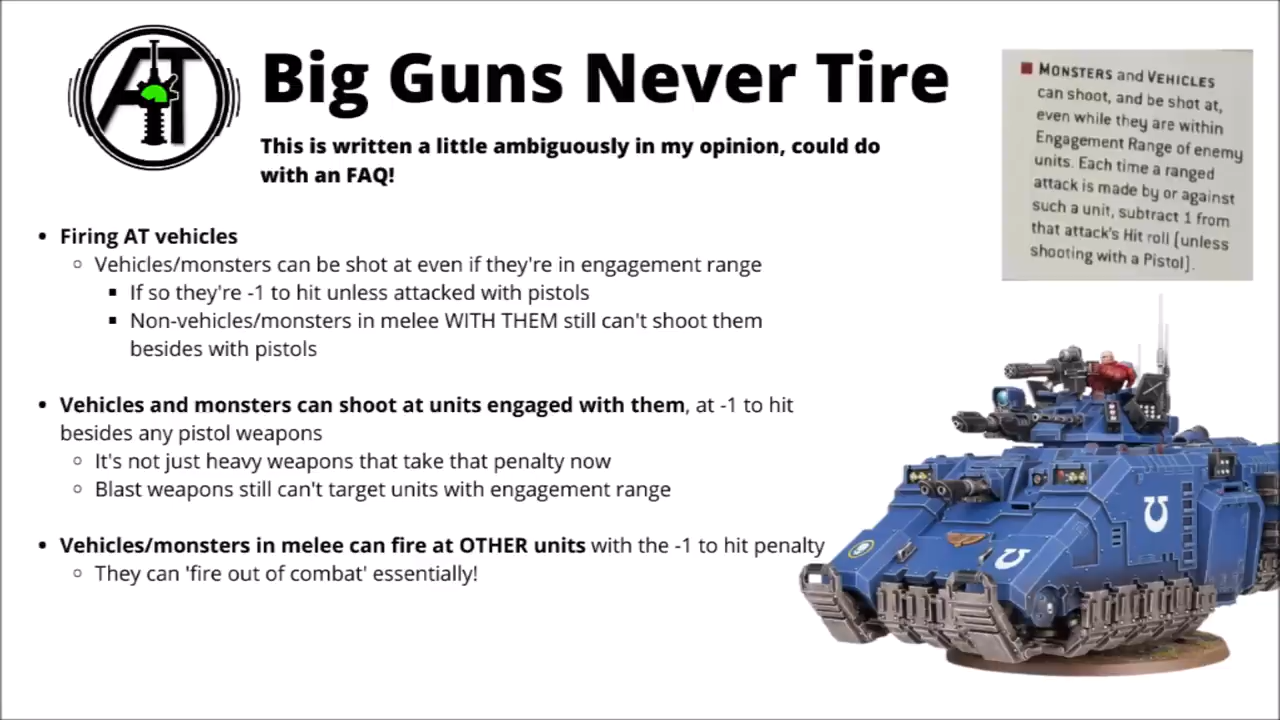 AT
Big Guns Never Tire
This is written a little ambiguously in my opinion, could do
with an FAQ!
• Firing AT vehicles
◦ Vehicles/monsters can be shot at even if they're in engagement range
▪ If so they're -1 to hit unless attacked with pistols
▪ Non-vehicles/monsters in melee WITH THEM still can't shoot them
besides with pistols
• Vehicles and monsters can shoot at units engaged with them, at -1 to hit
besides any pistol weapons
◦ It's not just heavy weapons that take that penalty now
◦ Blast weapons still can't target units with engagement range
• Vehicles/monsters in melee can fire at OTHER units with the -1 to hit penalty
◦ They can 'fire out of combat' essentially!
■ MONSTERS and VEHICLES
can shoot, and be shot at,
even while they are within
Engagement Range of enemy
units. Each time a ranged
attack is made by or against
such a unit, subtract 1 from
that attack's Hit roll (unless
shooting with a Pistol).